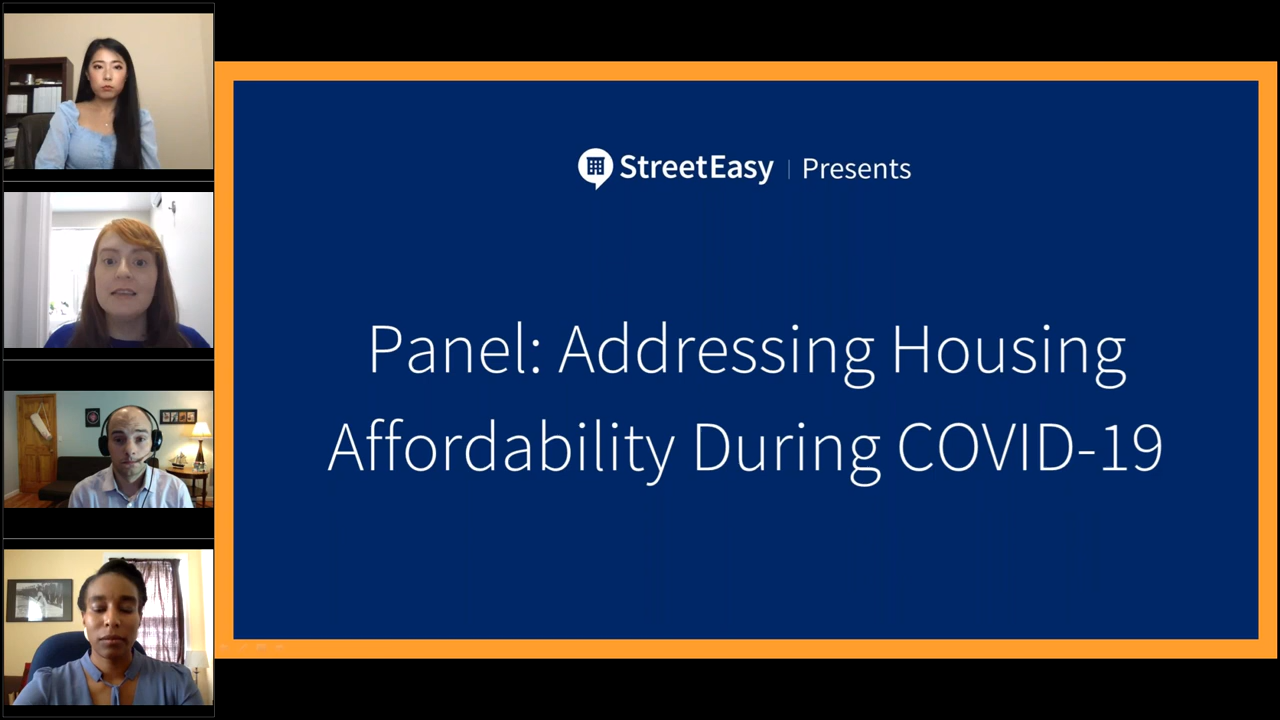 StreetEasy | Presents
Panel: Addressing Housing
Affordability During COVID-19